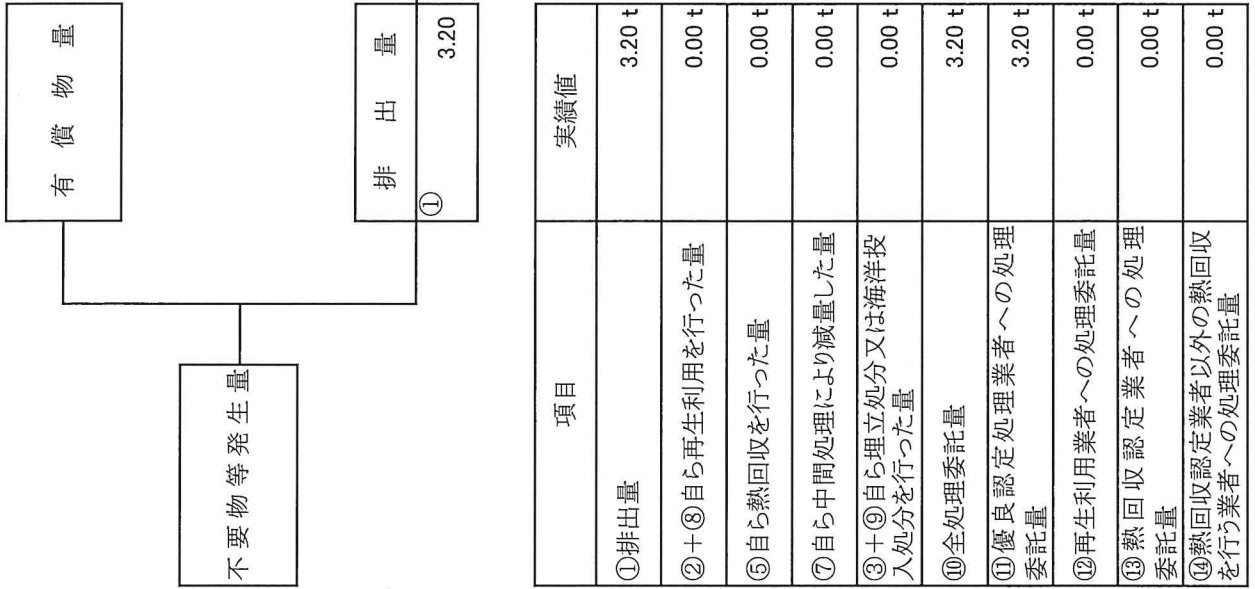 有償物量
不要物等発生量
排出量
①
3.20
項目
実績値
①排出量
3.20 t
②+⑧自ら再生利用を行った量
0.00 t
⑤自ら熱回収を行った量
0.00 t
⑦自ら中間処理により減量した量
0.00 t
③+⑨自ら埋立処分又は海洋投
入処分を行った量
0.00 t
⑩全処理委託量
3.20 t
⑪優良認定処理業者への処理
委託量
3.20 t
⑫再生利用業者への処理委託量
0.00 t
⑬熱回収認定業者への処理
委託量
0.00 t
⑭熱回収認定業者以外の熱回収
を行う業者への処理委託量
0.00 t